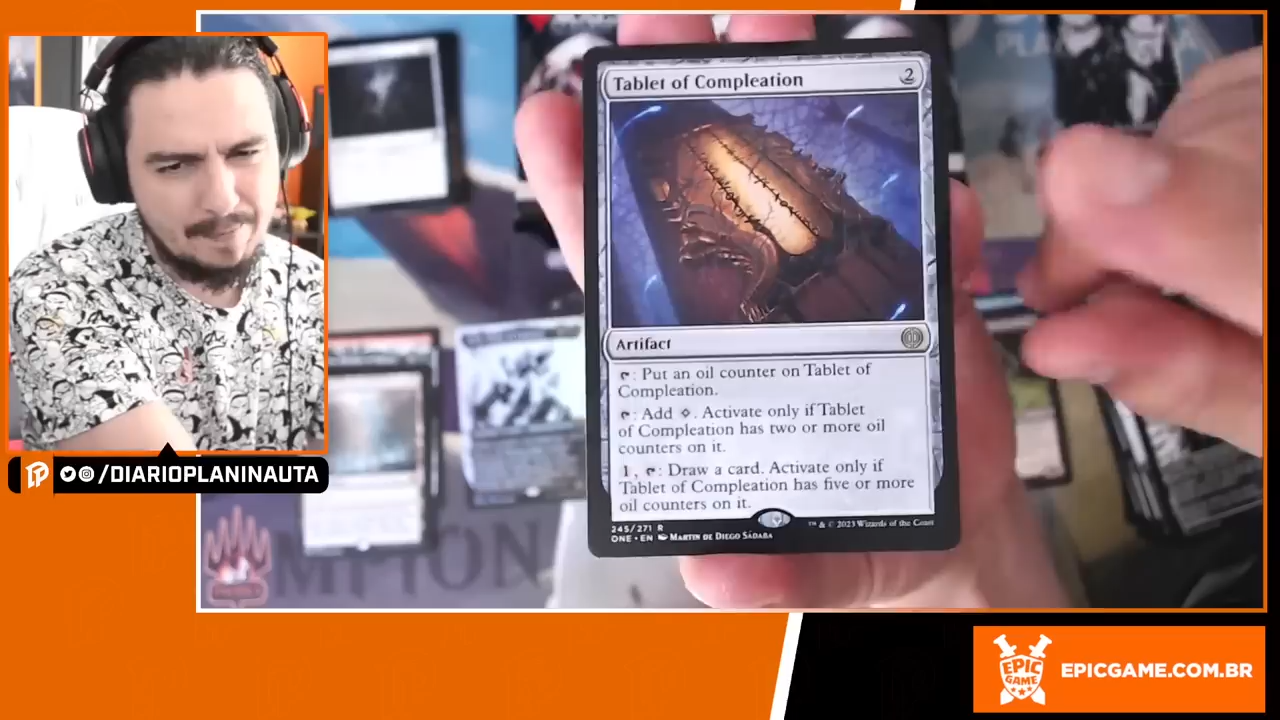 Tablet of Compleation 2
Artifact
: Put an oil counter on Tablet of
Compleation.
: Add . Activate only if Tablet
of Compleation has two or more oil
counters on it.
1, : Draw a card. Activate only if
Tablet of Compleation has five or more
oil counters on it.
245/271 R
ONE • EN MARTIN DE DIEGO SÁDABA
™ & © 2023 Wizards of the Coast
/DIARIOPLANINAUTA
EPIC
GAME
EPICGAME.COM.BR